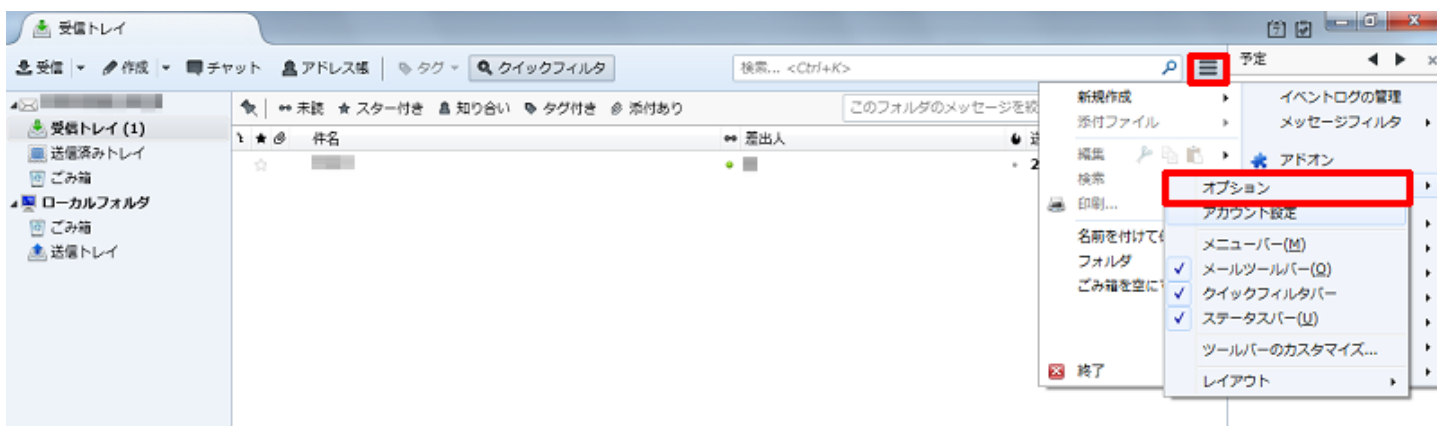 受信トレイ
受信 作成 チャット アドレス帳 タグ クイックフィルタ 検索... <Ctrl+K> 予定
未読 スター付き 知り合い タグ付き 添付あり このフォルダのメッセージを
件名 差出人
受信トレイ (1)
送信済みトレイ
ごみ箱
ローカルフォルダ
ごみ箱
送信トレイ
新規作成
添付ファイル
編集
検索
印刷...
名前を付けて
フォルダ
ごみ箱を空に
終了
イベントログの管理
メッセージフィルタ
アドオン
オプション
アカウント設定
メニューバー(M)
メールツールバー(O)
クイックフィルタバー
ステータスバー(U)
ツールバーのカスタマイズ...
レイアウト